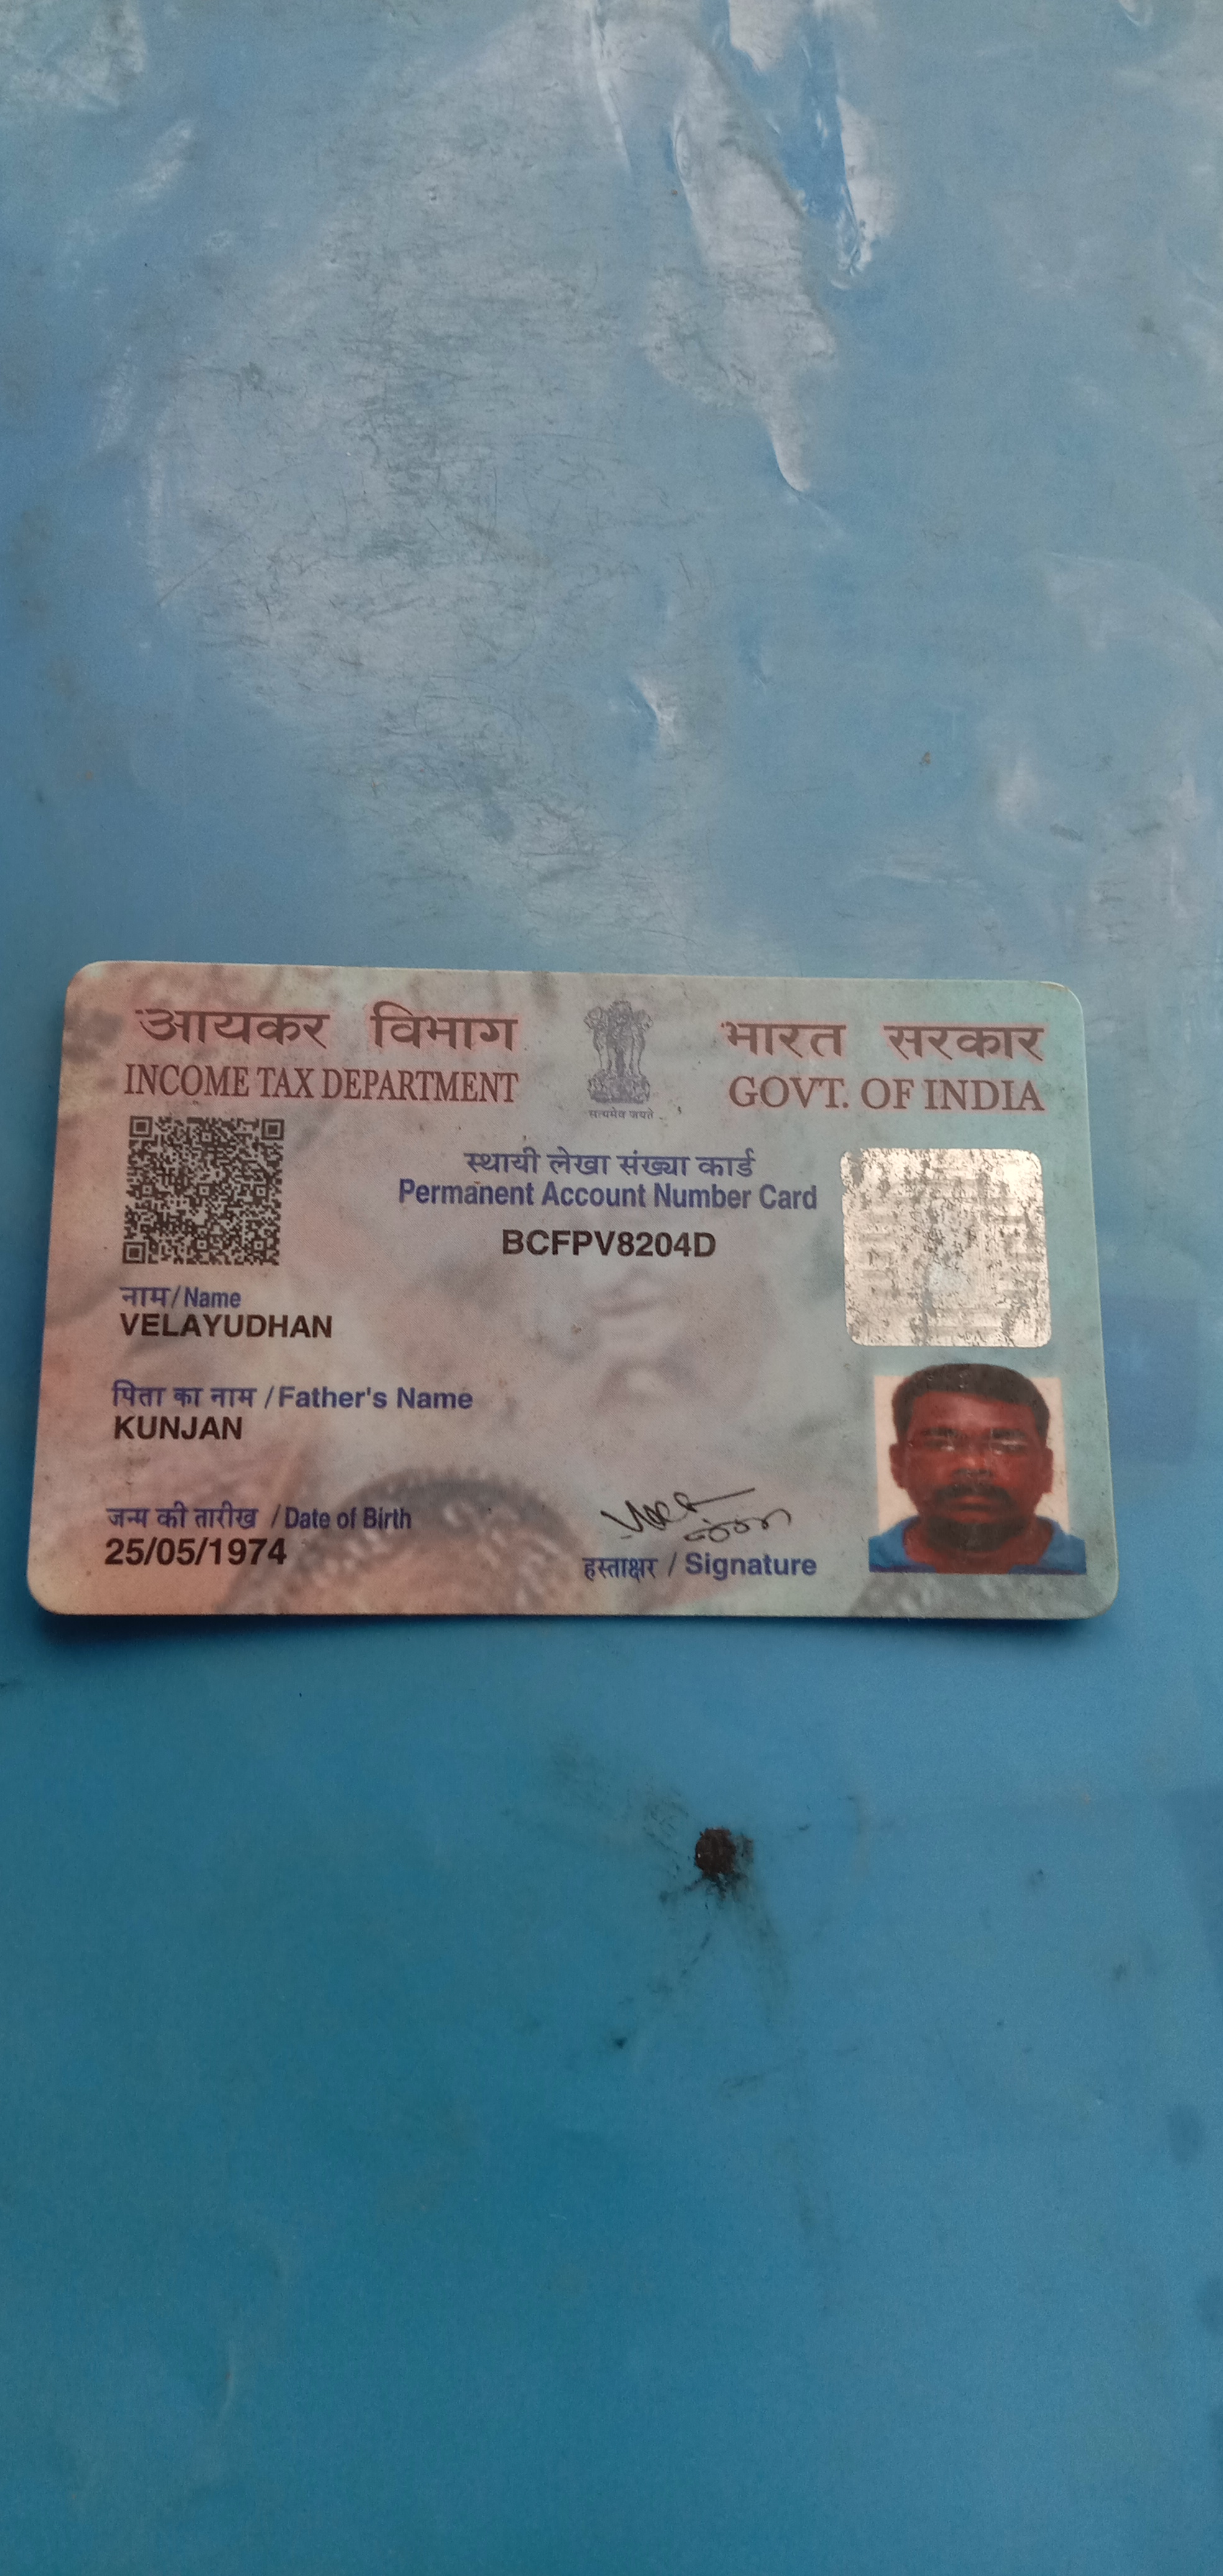 आयकर विभाग
INCOME TAX DEPARTMENT
सत्यमेव जयते
भारत सरकार
GOVT. OF INDIA
स्थायी लेखा संख्या कार्ड
Permanent Account Number Card
BCFPV8204D
नाम/Name
VELAYUDHAN
पिता का नाम/Father's Name
KUNJAN
जन्म की तारीख/Date of Birth
25/05/1974
हस्ताक्षर/Signature